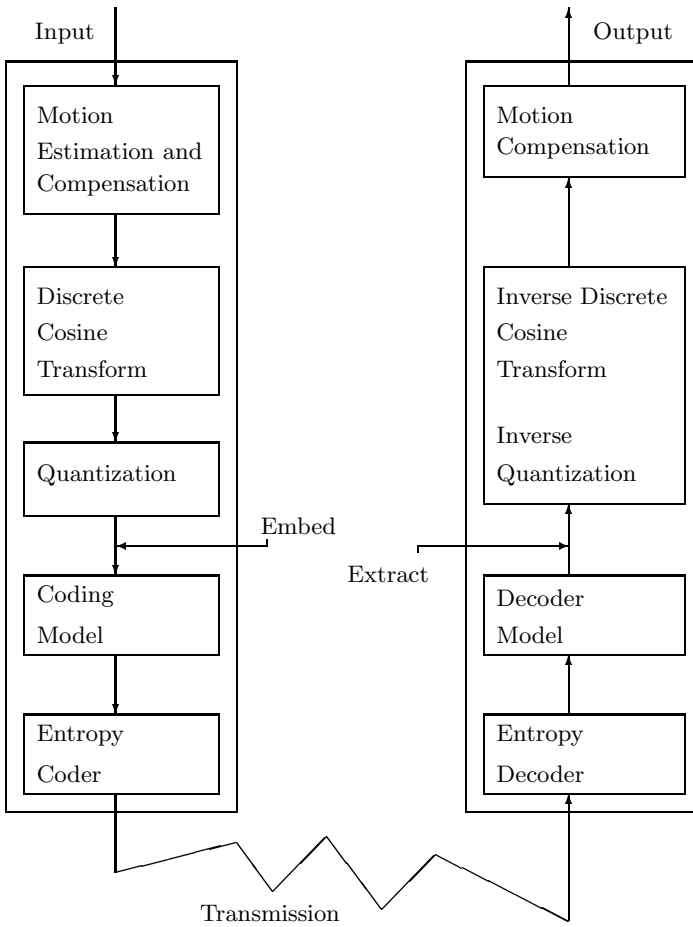 Input
Motion
Estimation and
Compensation
Discrete
Cosine
Transform
Quantization
Embed
Coding
Model
Entropy
Coder
Transmission
Output
Motion
Compensation
Inverse Discrete
Cosine
Transform
Inverse
Quantization
Extract
Decoder
Model
Entropy
Decoder